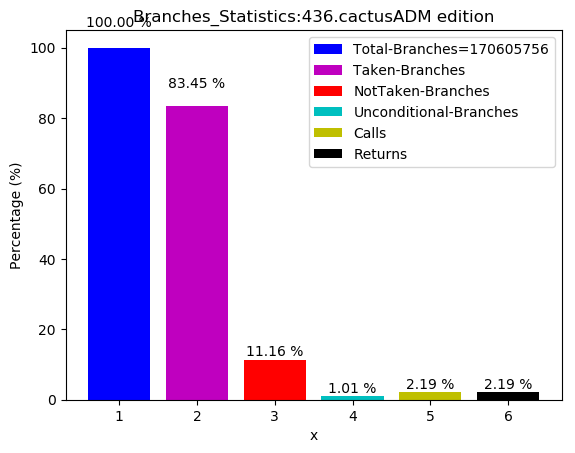 Branches_Statistics:436.cactusADM edition
100.00 %
83.45 %
11.16 %
1.01 %
2.19 %
2.19 %
Total-Branches=170605756
Taken-Branches
NotTaken-Branches
Unconditional-Branches
Calls
Returns
Percentage (%)
100
80
60
40
20
0
1 2 3 4 5 6
x